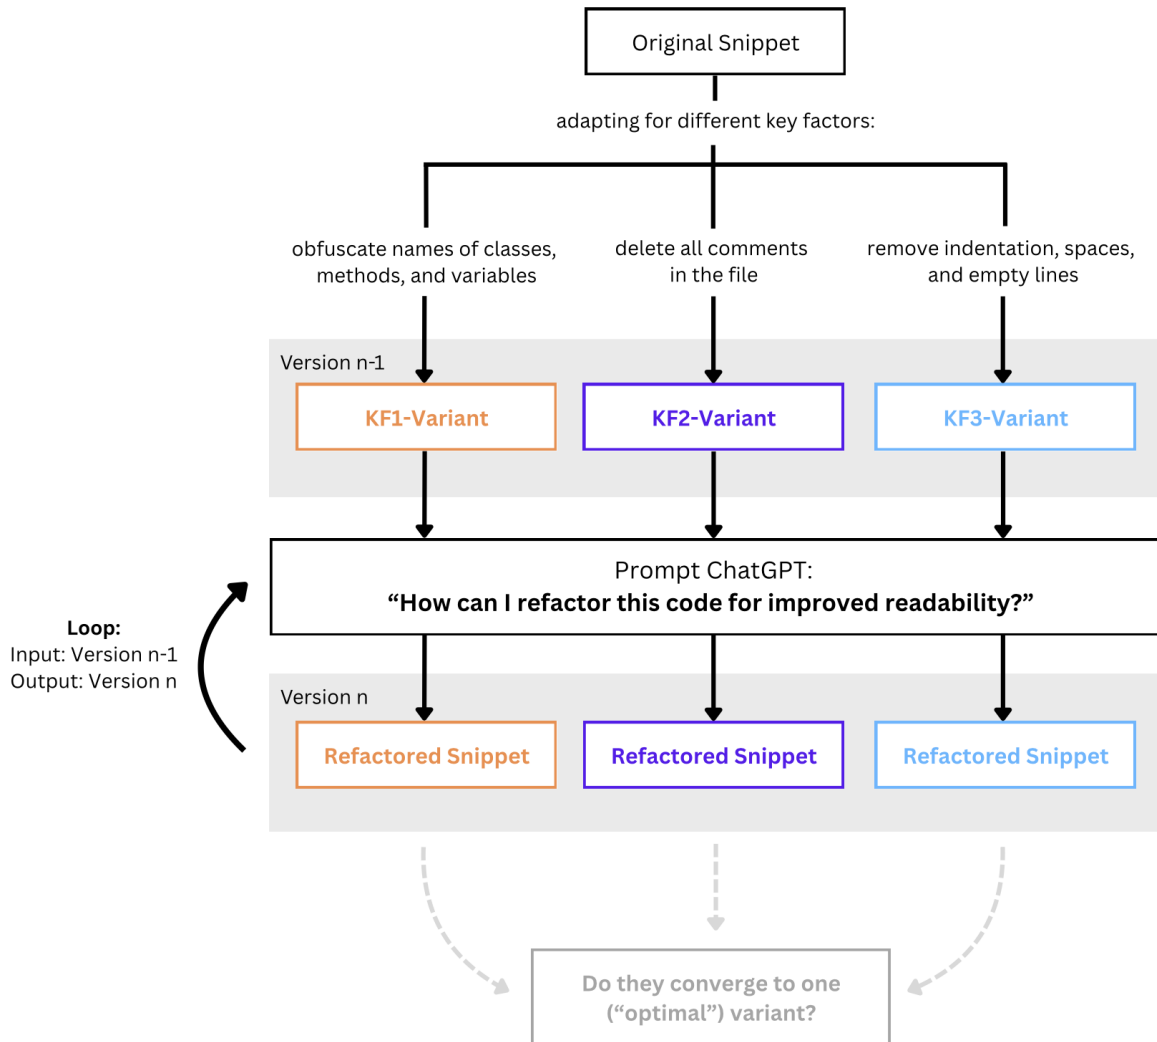 Original Snippet
adapting for different key factors:
obfuscate names of classes,
methods, and variables
delete all comments
in the file
remove indentation, spaces,
and empty lines
Version n-1
KF1-Variant
KF2-Variant
KF3-Variant
Prompt ChatGPT:
“How can I refactor this code for improved readability?”
Loop:
Input: Version n-1
Output: Version n
Version n
Refactored Snippet
Refactored Snippet
Refactored Snippet
Do they converge to one
(“optimal”) variant?